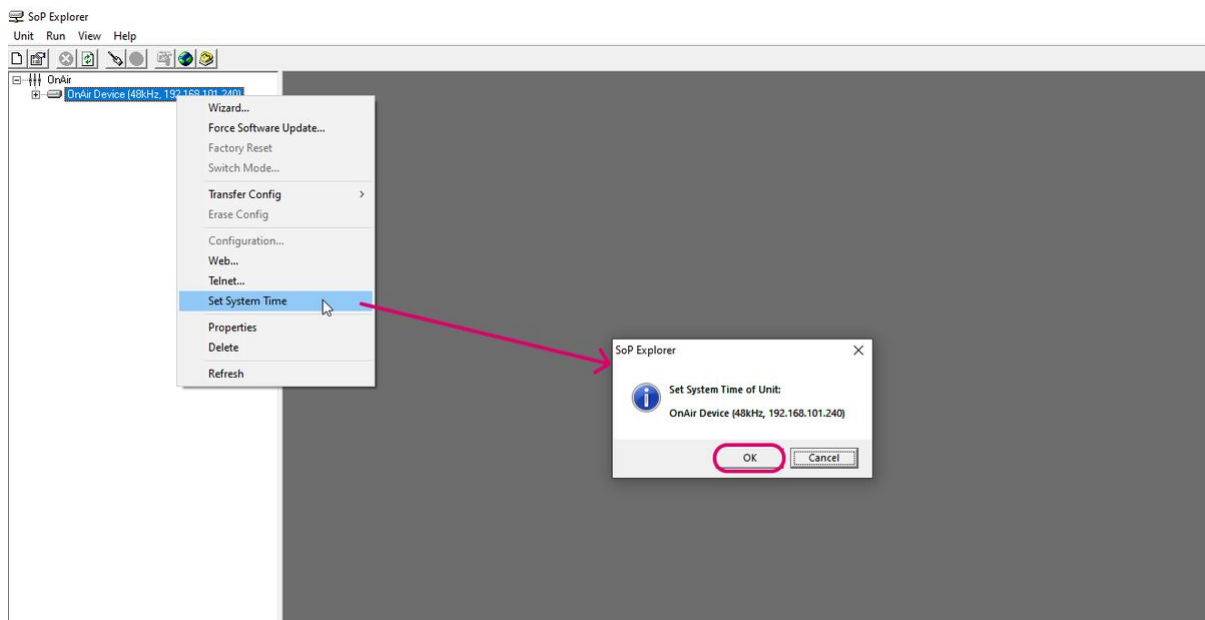 SoP Explorer
Unit Run View Help
OnAir
OnAir Device (48kHz, 192.168.101.240)
Wizard...
Force Software Update...
Factory Reset
Switch Mode...
Transfer Config
Erase Config
Configuration...
Web...
Telnet...
Set System Time
Properties
Delete
Refresh
SoP Explorer
Set System Time of Unit:
OnAir Device (48kHz, 192.168.101.240)
OK Cancel